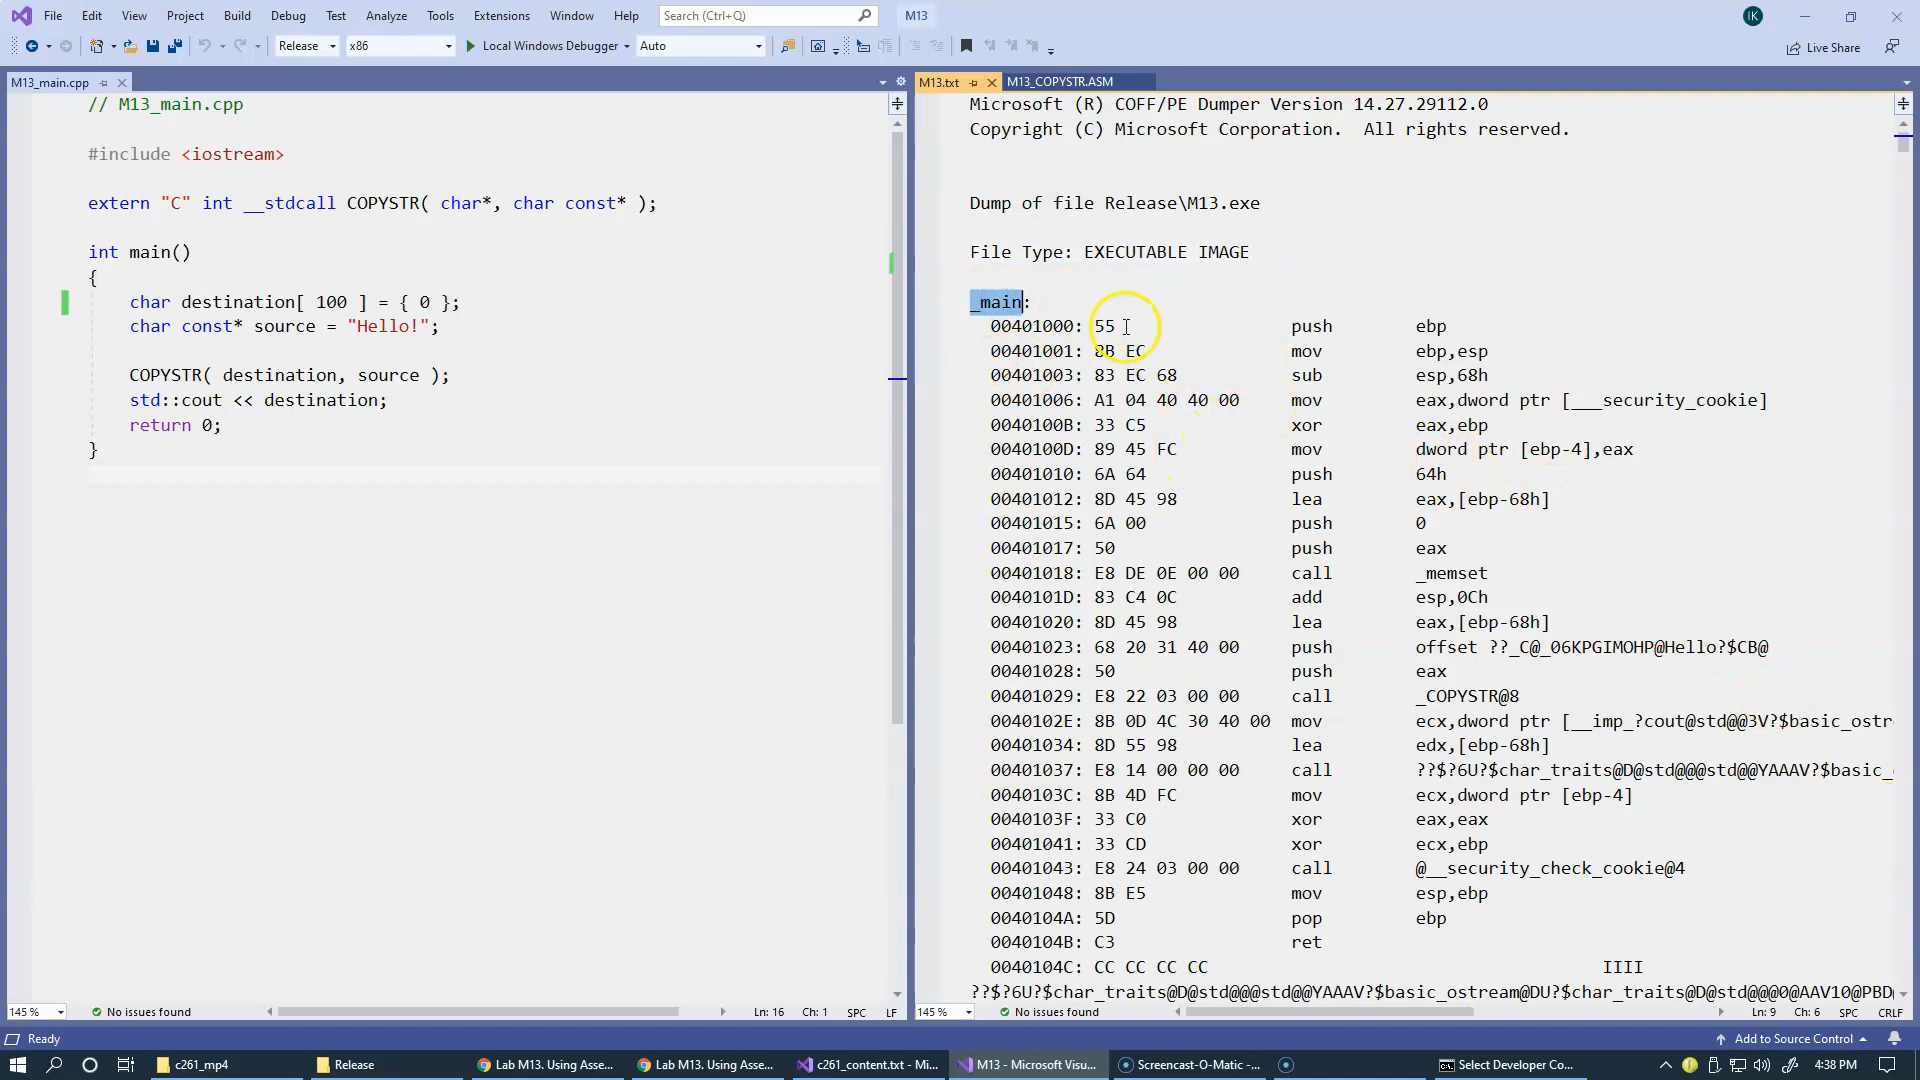 File Edit View Project Build Debug Test Analyze Tools Extensions Window Help Search (Ctrl+Q) M13 IK
Release x86 Local Windows Debugger Auto Live Share
M13_main.cpp
// M13_main.cpp
#include <iostream>
extern "C" int __stdcall COPYSTR( char*, char const* );
int main()
{
char destination[ 100 ] = { 0 };
char const* source = "Hello!";
COPYSTR( destination, source );
std::cout << destination;
return 0;
}
145 % No issues found Ln: 16 Ch: 1 SPC LF
M13.txt M13_COPYSTR.ASM
Microsoft (R) COFF/PE Dumper Version 14.27.29112.0
Copyright (C) Microsoft Corporation. All rights reserved.
Dump of file Release\M13.exe
File Type: EXECUTABLE IMAGE
_main:
00401000: 55 push ebp
00401001: 8B EC mov ebp,esp
00401003: 83 EC 68 sub esp,68h
00401006: A1 04 40 40 00 mov eax,dword ptr [___security_cookie]
0040100B: 33 C5 xor eax,ebp
0040100D: 89 45 FC mov dword ptr [ebp-4],eax
00401010: 6A 64 push 64h
00401012: 8D 45 98 lea eax,[ebp-68h]
00401015: 6A 00 push 0
00401017: 50 push eax
00401018: E8 DE 0E 00 00 call _memset
0040101D: 83 C4 0C add esp,0Ch
00401020: 8D 45 98 lea eax,[ebp-68h]
00401023: 68 20 31 40 00 push offset ??_C@_06KPGIMOHP@Hello?$CB@
00401028: 50 push eax
00401029: E8 22 03 00 00 call _COPYSTR@8
0040102E: 8B 0D 4C 30 40 00 mov ecx,dword ptr [__imp_?cout@std@@3V?$basic_ostre
00401034: 8D 55 98 lea edx,[ebp-68h]
00401037: E8 14 00 00 00 call ??$?6U?$char_traits@D@std@@@std@@YAAAV?$basic_
0040103C: 8B 4D FC mov ecx,dword ptr [ebp-4]
0040103F: 33 C0 xor eax,eax
00401041: 33 CD xor ecx,ebp
00401043: E8 24 03 00 00 call @__security_check_cookie@4
00401048: 8B E5 mov esp,ebp
0040104A: 5D pop ebp
0040104B: C3 ret
0040104C: CC CC CC CC ÌÌÌÌ
??$?6U?$char_traits@D@std@@@std@@YAAAV?$basic_ostream@DU?$char_traits@D@std@@@0@AAV10@PBD
145 % No issues found Ln: 9 Ch: 6 SPC CRLF
Ready Add to Source Control
c261_mp4 Release Lab M13. Using Asse... Lab M13. Using Asse... c261_content.txt - Mi... M13 - Microsoft Visu... Screencast-O-Matic -... Select Developer Co... 4:38 PM